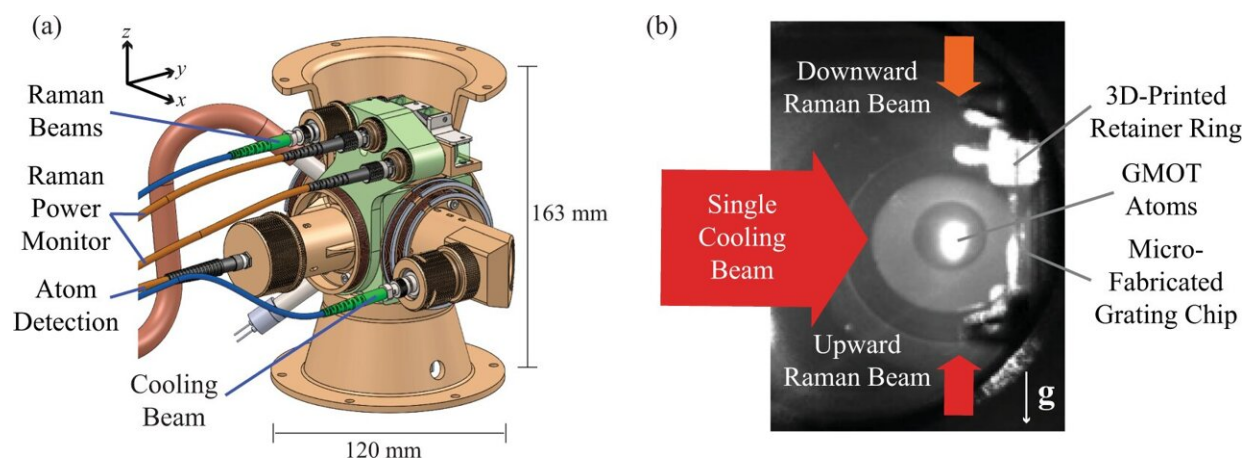 (a)
z
y
x
Raman
Beams
Raman
Power
Monitor
Atom
Detection
Cooling
Beam
163 mm
120 mm
(b)
Downward
Raman Beam
Single
Cooling
Beam
Upward
Raman Beam
3D-Printed
Retainer Ring
GMOT
Atoms
Micro-
Fabricated
Grating Chip
g